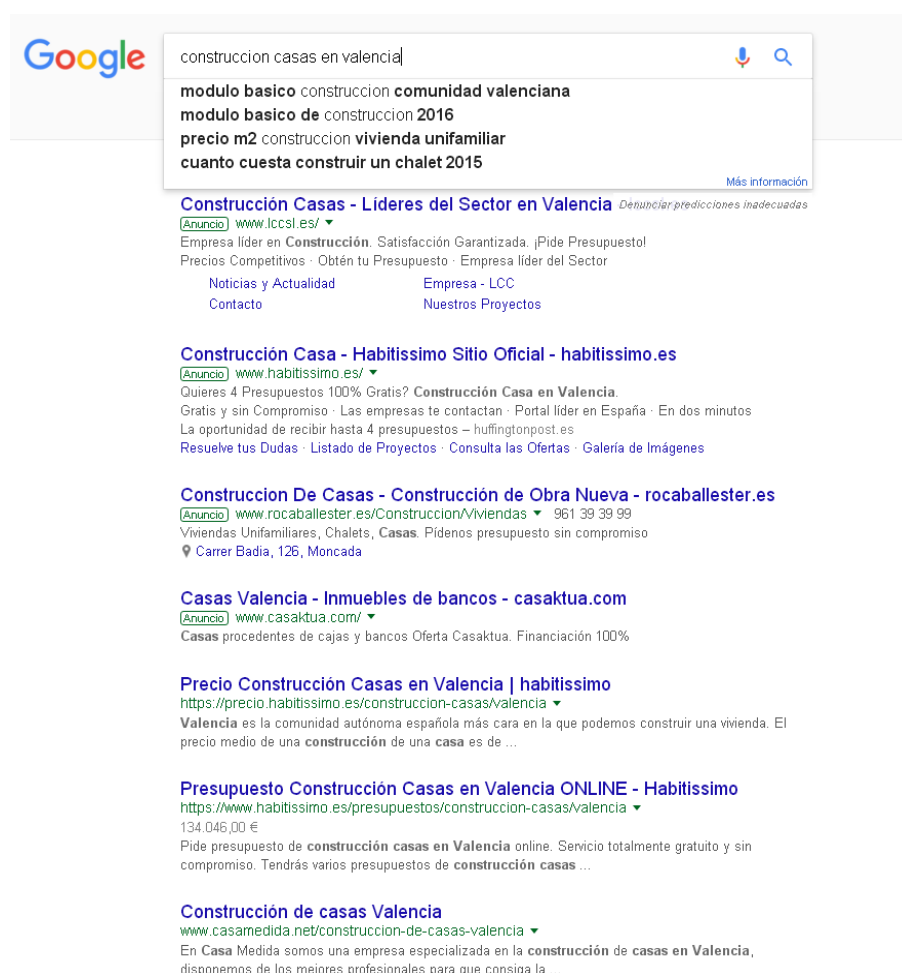 Google
construccion casas en valencia
modulo basico construccion comunidad valenciana
modulo basico de construccion 2016
precio m2 construccion vivienda unifamiliar
cuanto cuesta construir un chalet 2015
Más información
Construcción Casas - Líderes del Sector en Valencia Denunciar predicciones inadecuadas
Anuncio www.lccsl.es/
Empresa líder en Construcción. Satisfacción Garantizada. ¡Pide Presupuesto!
Precios Competitivos · Obtén tu Presupuesto · Empresa líder del Sector
Noticias y Actualidad Empresa - LCC
Contacto Nuestros Proyectos
Construcción Casa - Habitissimo Sitio Oficial - habitissimo.es
Anuncio www.habitissimo.es/
Quieres 4 Presupuestos 100% Gratis? Construcción Casa en Valencia.
Gratis y sin Compromiso · Las empresas te contactan · Portal líder en España · En dos minutos
La oportunidad de recibir hasta 4 presupuestos – huffingtonpost.es
Resuelve tus Dudas · Listado de Proyectos · Consulta las Ofertas · Galería de Imágenes
Construccion De Casas - Construcción de Obra Nueva - rocaballester.es
Anuncio www.rocaballester.es/Construccion/Viviendas 961 39 39 99
Viviendas Unifamiliares, Chalets, Casas. Pídenos presupuesto sin compromiso
Carrer Badia, 126, Moncada
Casas Valencia - Inmuebles de bancos - casaktua.com
Anuncio www.casaktua.com/
Casas procedentes de cajas y bancos Oferta Casaktua. Financiación 100%
Precio Construcción Casas en Valencia | habitissimo
https://precio.habitissimo.es/construccion-casas/valencia
Valencia es la comunidad autónoma española más cara en la que podemos construir una vivienda. El
precio medio de una construcción de una casa es de ...
Presupuesto Construcción Casas en Valencia ONLINE - Habitissimo
https://www.habitissimo.es/presupuestos/construccion-casas/valencia
134.046,00 €
Pide presupuesto de construcción casas en Valencia online. Servicio totalmente gratuito y sin
compromiso. Tendrás varios presupuestos de construcción casas ...
Construcción de casas Valencia
www.casamedida.net/construccion-de-casas-valencia
En Casa Medida somos una empresa especializada en la construcción de casas en Valencia,
disponemos de los mejores profesionales para que consiga la ...